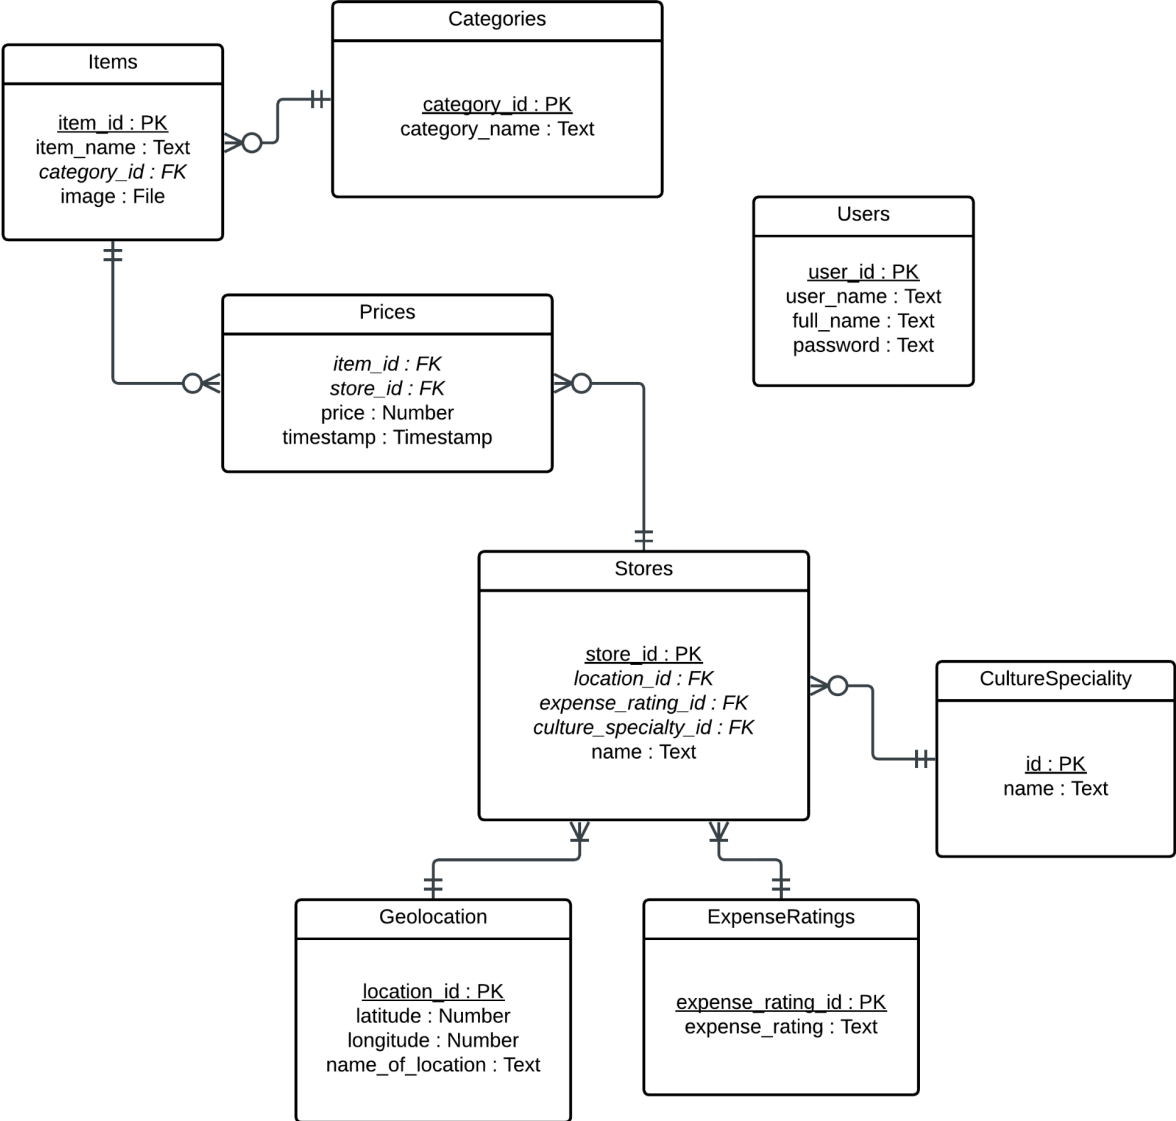 Categories
category_id : PK
category_name : Text
Items
item_id : PK
item_name : Text
category_id : FK
image : File
Users
user_id : PK
user_name : Text
full_name : Text
password : Text
Prices
item_id : FK
store_id : FK
price : Number
timestamp : Timestamp
Stores
store_id : PK
location_id : FK
expense_rating_id : FK
culture_specialty_id : FK
name : Text
CultureSpeciality
id : PK
name : Text
Geolocation
location_id : PK
latitude : Number
longitude : Number
name_of_location : Text
ExpenseRatings
expense_rating_id : PK
expense_rating : Text